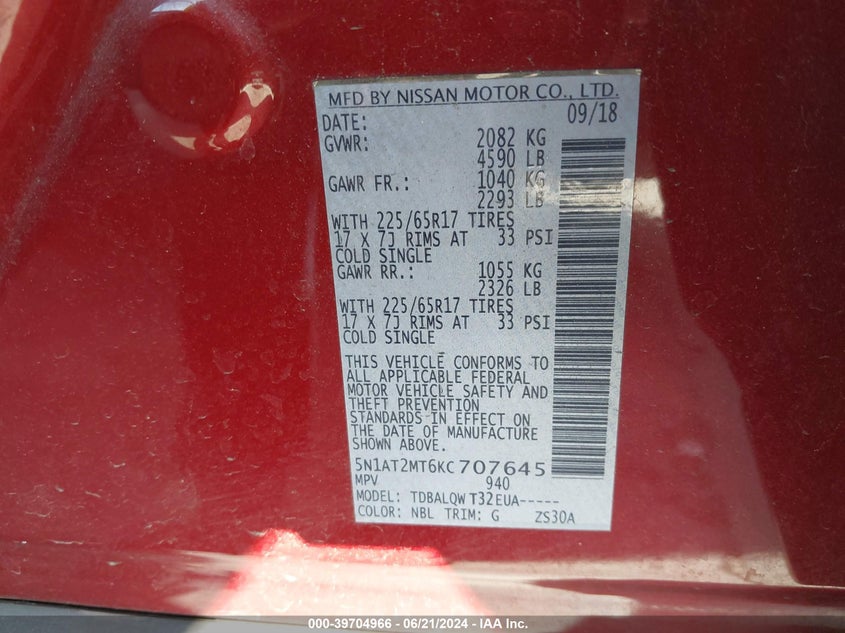 MFD BY NISSAN MOTOR CO., LTD.
DATE: 09/18
GVWR: 2082 KG
4590 LB
GAWR FR.: 1040 KG
2293 LB
WITH 225/65R17 TIRES
17 X 7J RIMS AT 33 PSI
COLD SINGLE
GAWR RR.: 1055 KG
2326 LB
WITH 225/65R17 TIRES
17 X 7J RIMS AT 33 PSI
COLD SINGLE
THIS VEHICLE CONFORMS TO
ALL APPLICABLE FEDERAL
MOTOR VEHICLE SAFETY AND
THEFT PREVENTION
STANDARDS IN EFFECT ON
THE DATE OF MANUFACTURE
SHOWN ABOVE.
5N1AT2MT6KC707645
MPV 940
MODEL: TDBALQW T32EUA-----
COLOR: NBL TRIM: G ZS30A
000-39704966 - 06/21/2024 - IAA Inc.